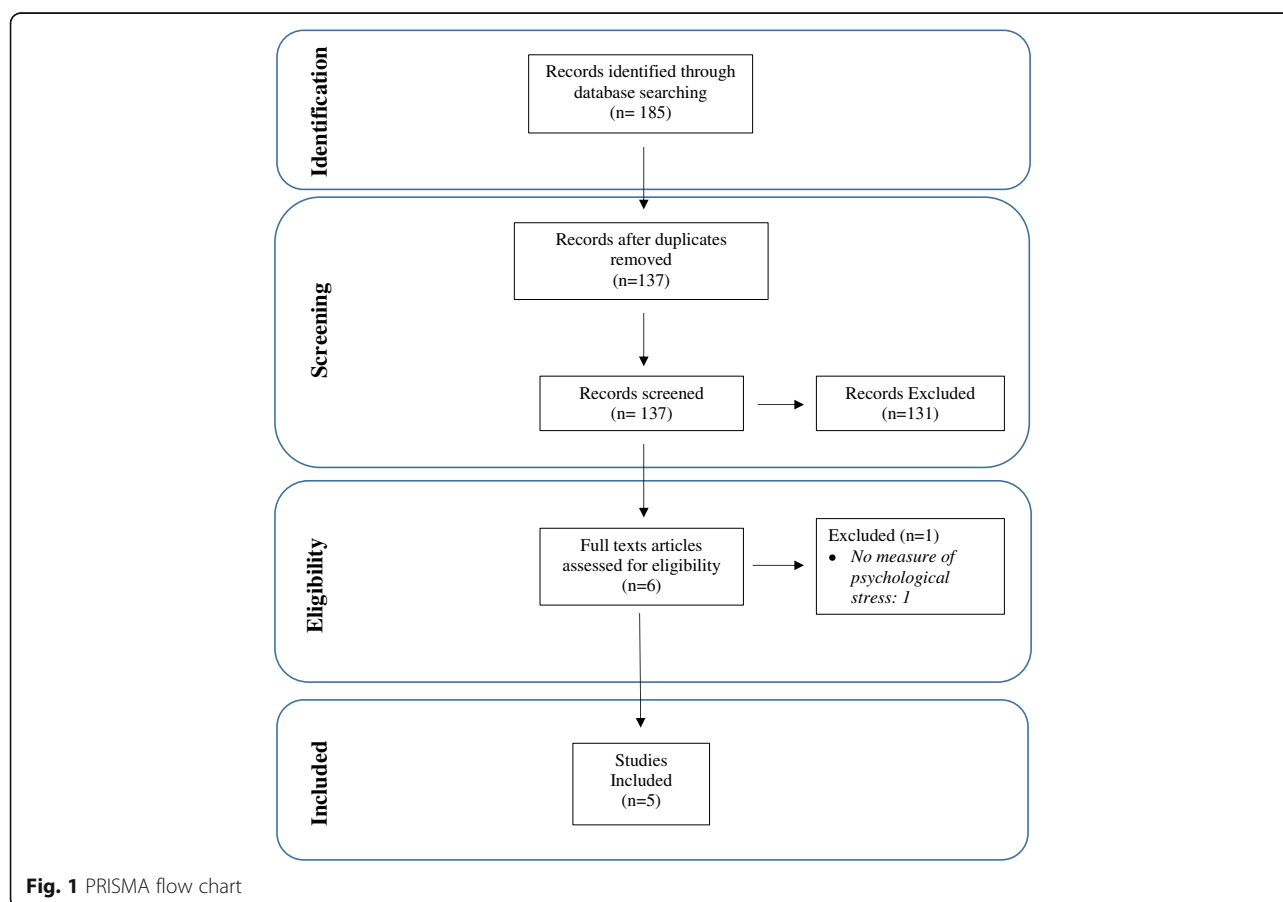 Identification
Records identified through
database searching
(n= 185)
Screening
Records after duplicates
removed
(n=137)
Records screened
(n= 137)
Records Excluded
(n=131)
Eligibility
Full texts articles
assessed for eligibility
(n=6)
Excluded (n=1)
• No measure of
psychological
stress: 1
Included
Studies
Included
(n=5)
Fig. 1 PRISMA flow chart